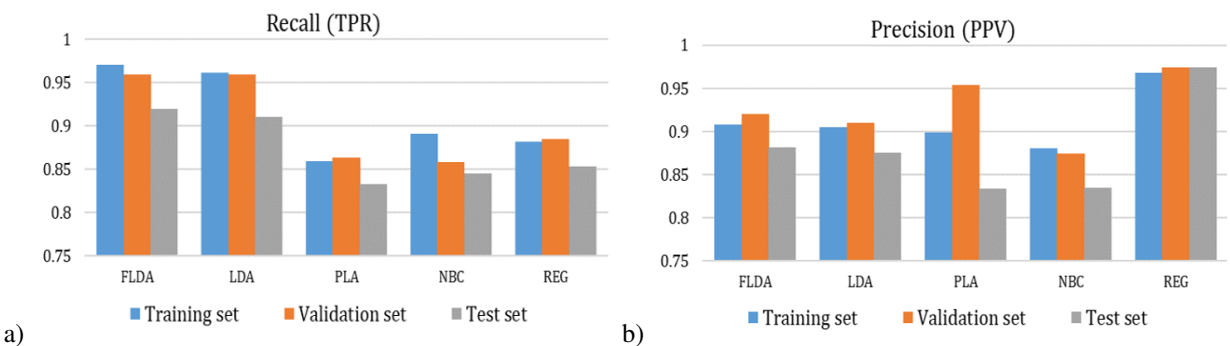 Recall (TPR)
1
0.95
0.9
0.85
0.8
0.75
FLDA LDA PLA NBC REG
Training set Validation set Test set
a)
Precision (PPV)
1
0.95
0.9
0.85
0.8
0.75
FLDA LDA PLA NBC REG
Training set Validation set Test set
b)